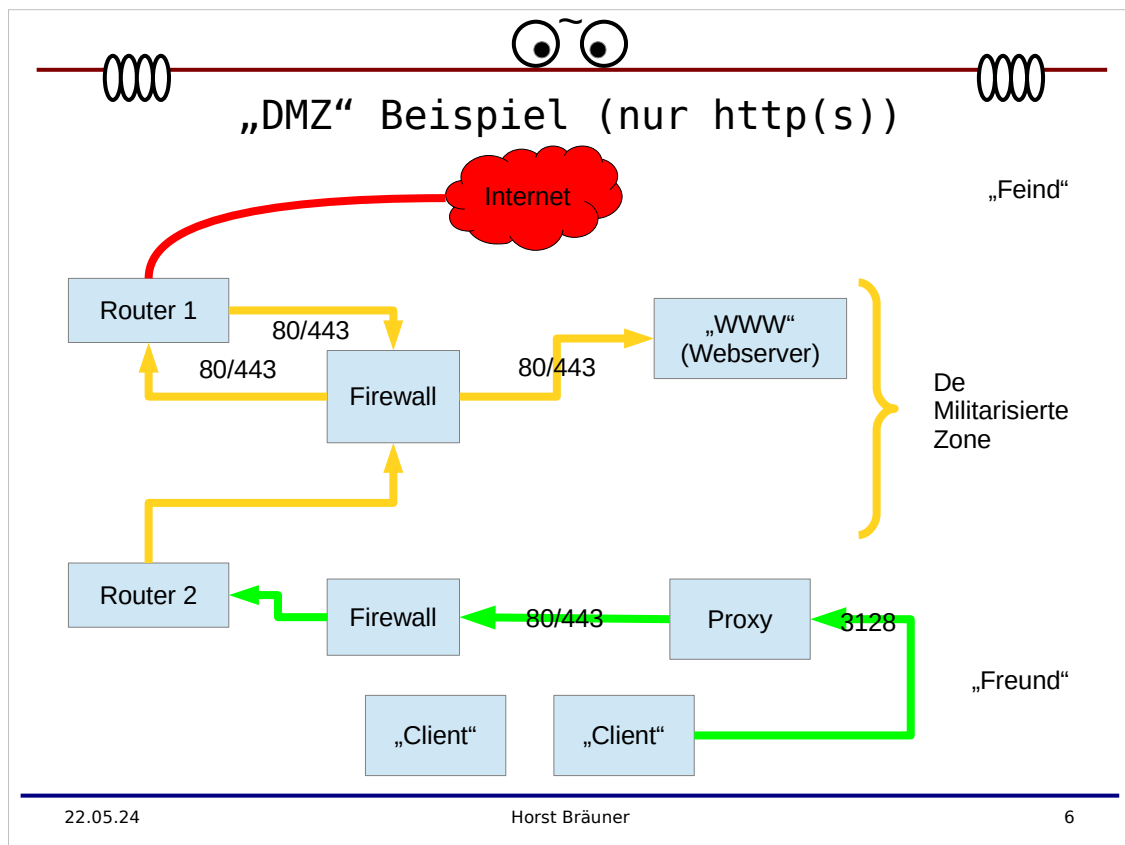 „DMZ“ Beispiel (nur http(s))
Internet
„Feind“
Router 1
80/443
80/443
Firewall
80/443
„WWW“
(Webserver)
De
Militarisierte
Zone
Router 2
Firewall
80/443
Proxy
3128
„Freund“
„Client“
„Client“
22.05.24
Horst Bräuner
6